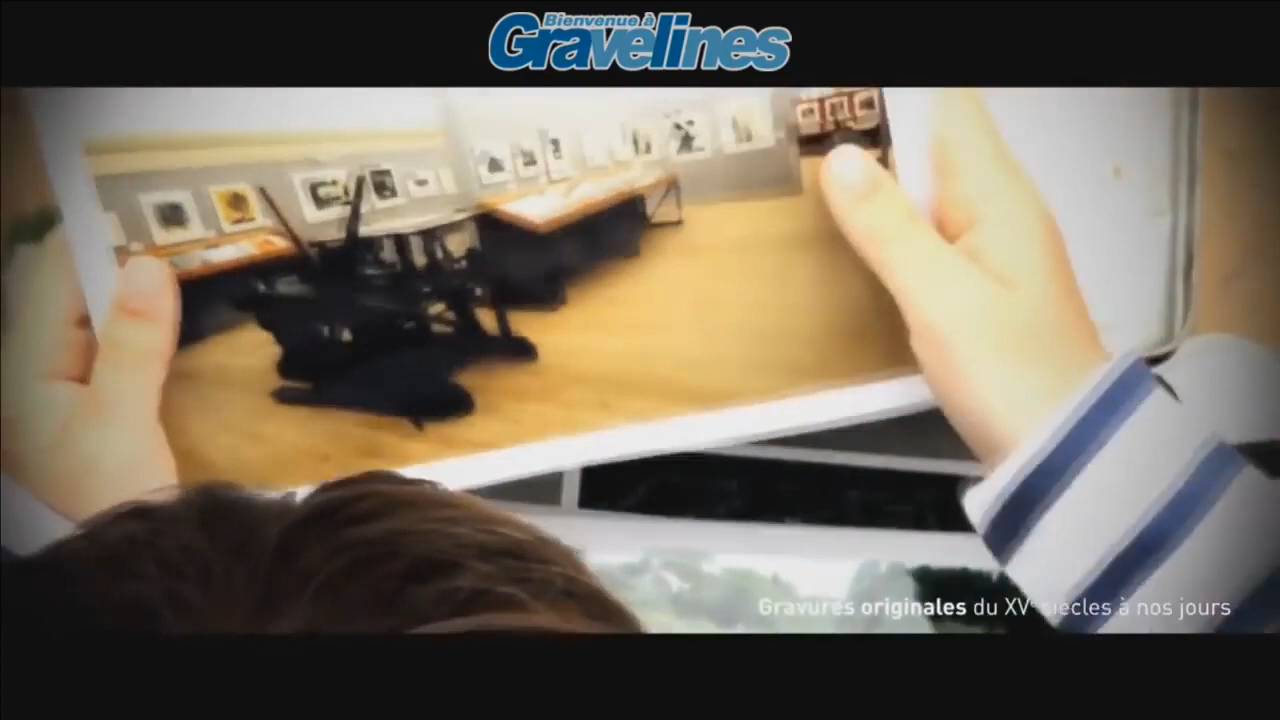 Bienvenue à
Gravelines
Gravures originales du XVᵉ siècles à nos jours